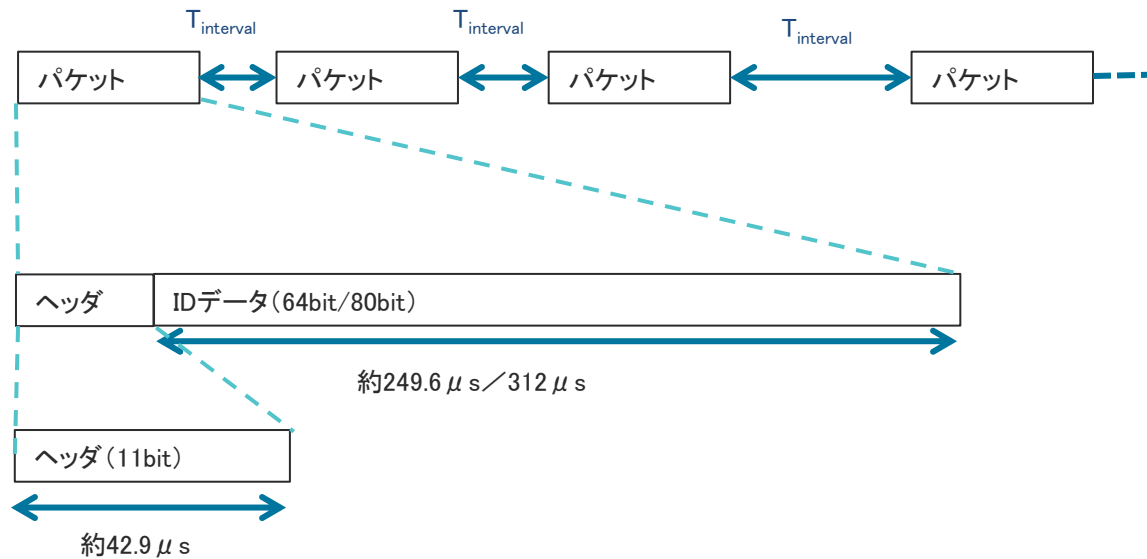 Tinterval
Tinterval
Tinterval
パケット
パケット
パケット
パケット
ヘッダ
IDデータ(64bit/80bit)
約249.6μs/312μs
ヘッダ(11bit)
約42.9μs